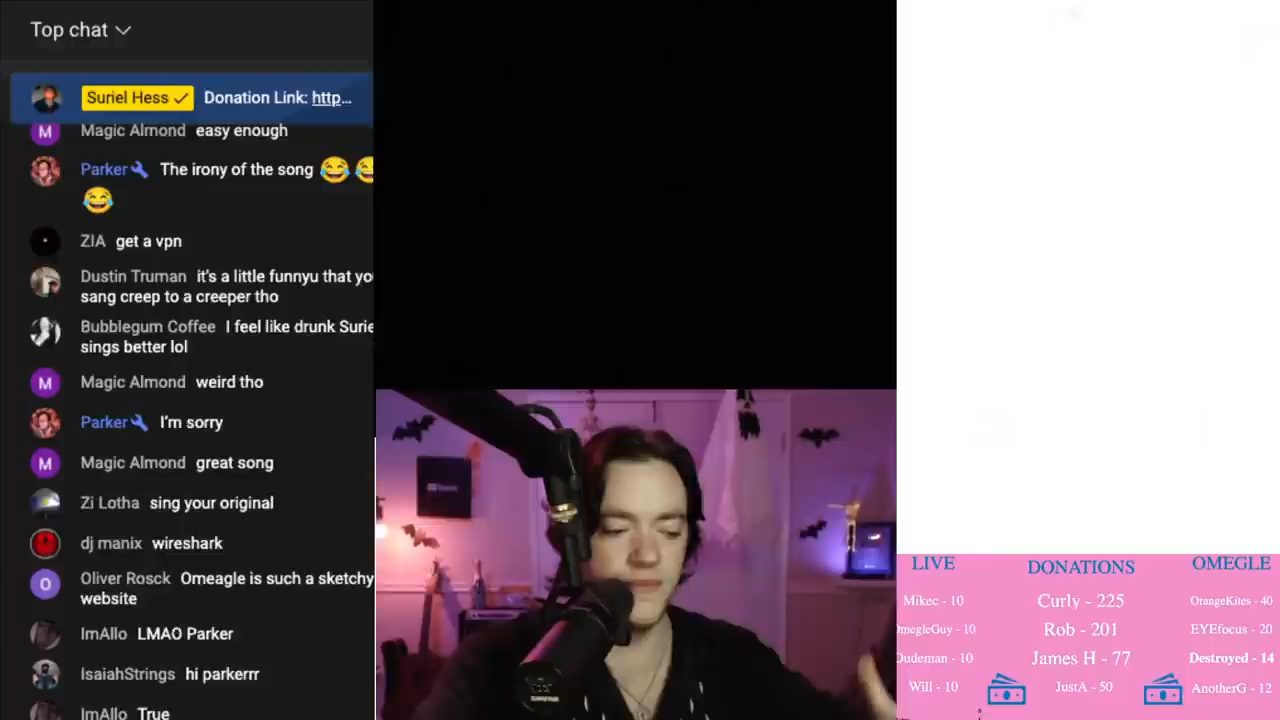 Top chat
Suriel Hess Donation Link: http...
M Magic Almond easy enough
Parker The irony of the song
ZIA get a vpn
Dustin Truman it's a little funnyu that yo
sang creep to a creeper tho
Bubblegum Coffee I feel like drunk Surie
sings better lol
M Magic Almond weird tho
Parker I'm sorry
M Magic Almond great song
Zi Lotha sing your original
dj manix wireshark
O Oliver Rosck Omeagle is such a sketchy
website
ImAllo LMAO Parker
IsaiahStrings hi parkerrr
ImAllo True
LIVE
Mikec - 10
OmegleGuy - 10
Dudeman - 10
Will - 10
DONATIONS
Curly - 225
Rob - 201
James H - 77
JustA - 50
OMEGLE
OrangeKites - 40
EYEfocus - 20
Destroyed - 14
AnotherG - 12